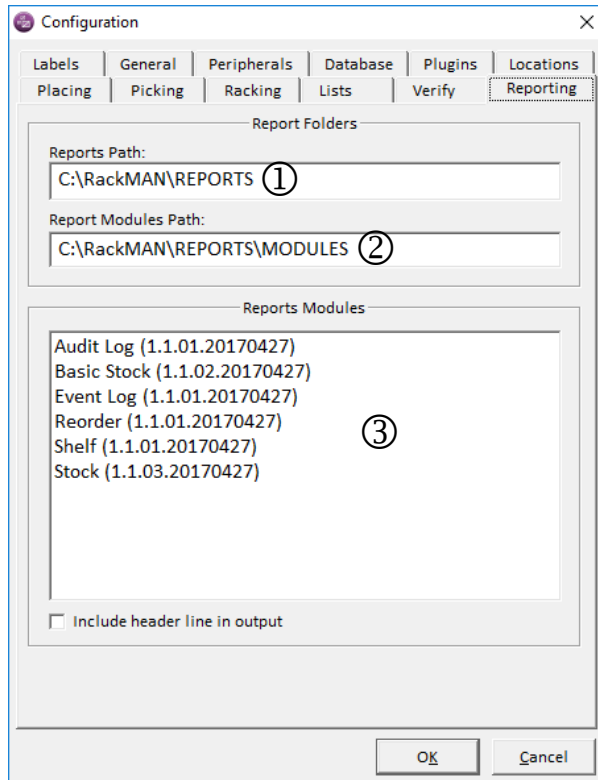 Configuration
Labels General Peripherals Database Plugins Locations
Placing Picking Racking Lists Verify Reporting
Report Folders
Reports Path:
C:\RackMAN\REPORTS ①
Report Modules Path:
C:\RackMAN\REPORTS\MODULES ②
Reports Modules
Audit Log (1.1.01.20170427)
Basic Stock (1.1.02.20170427)
Event Log (1.1.01.20170427)
Reorder (1.1.01.20170427)
③
Shelf (1.1.01.20170427)
Stock (1.1.03.20170427)
Include header line in output
OK Cancel